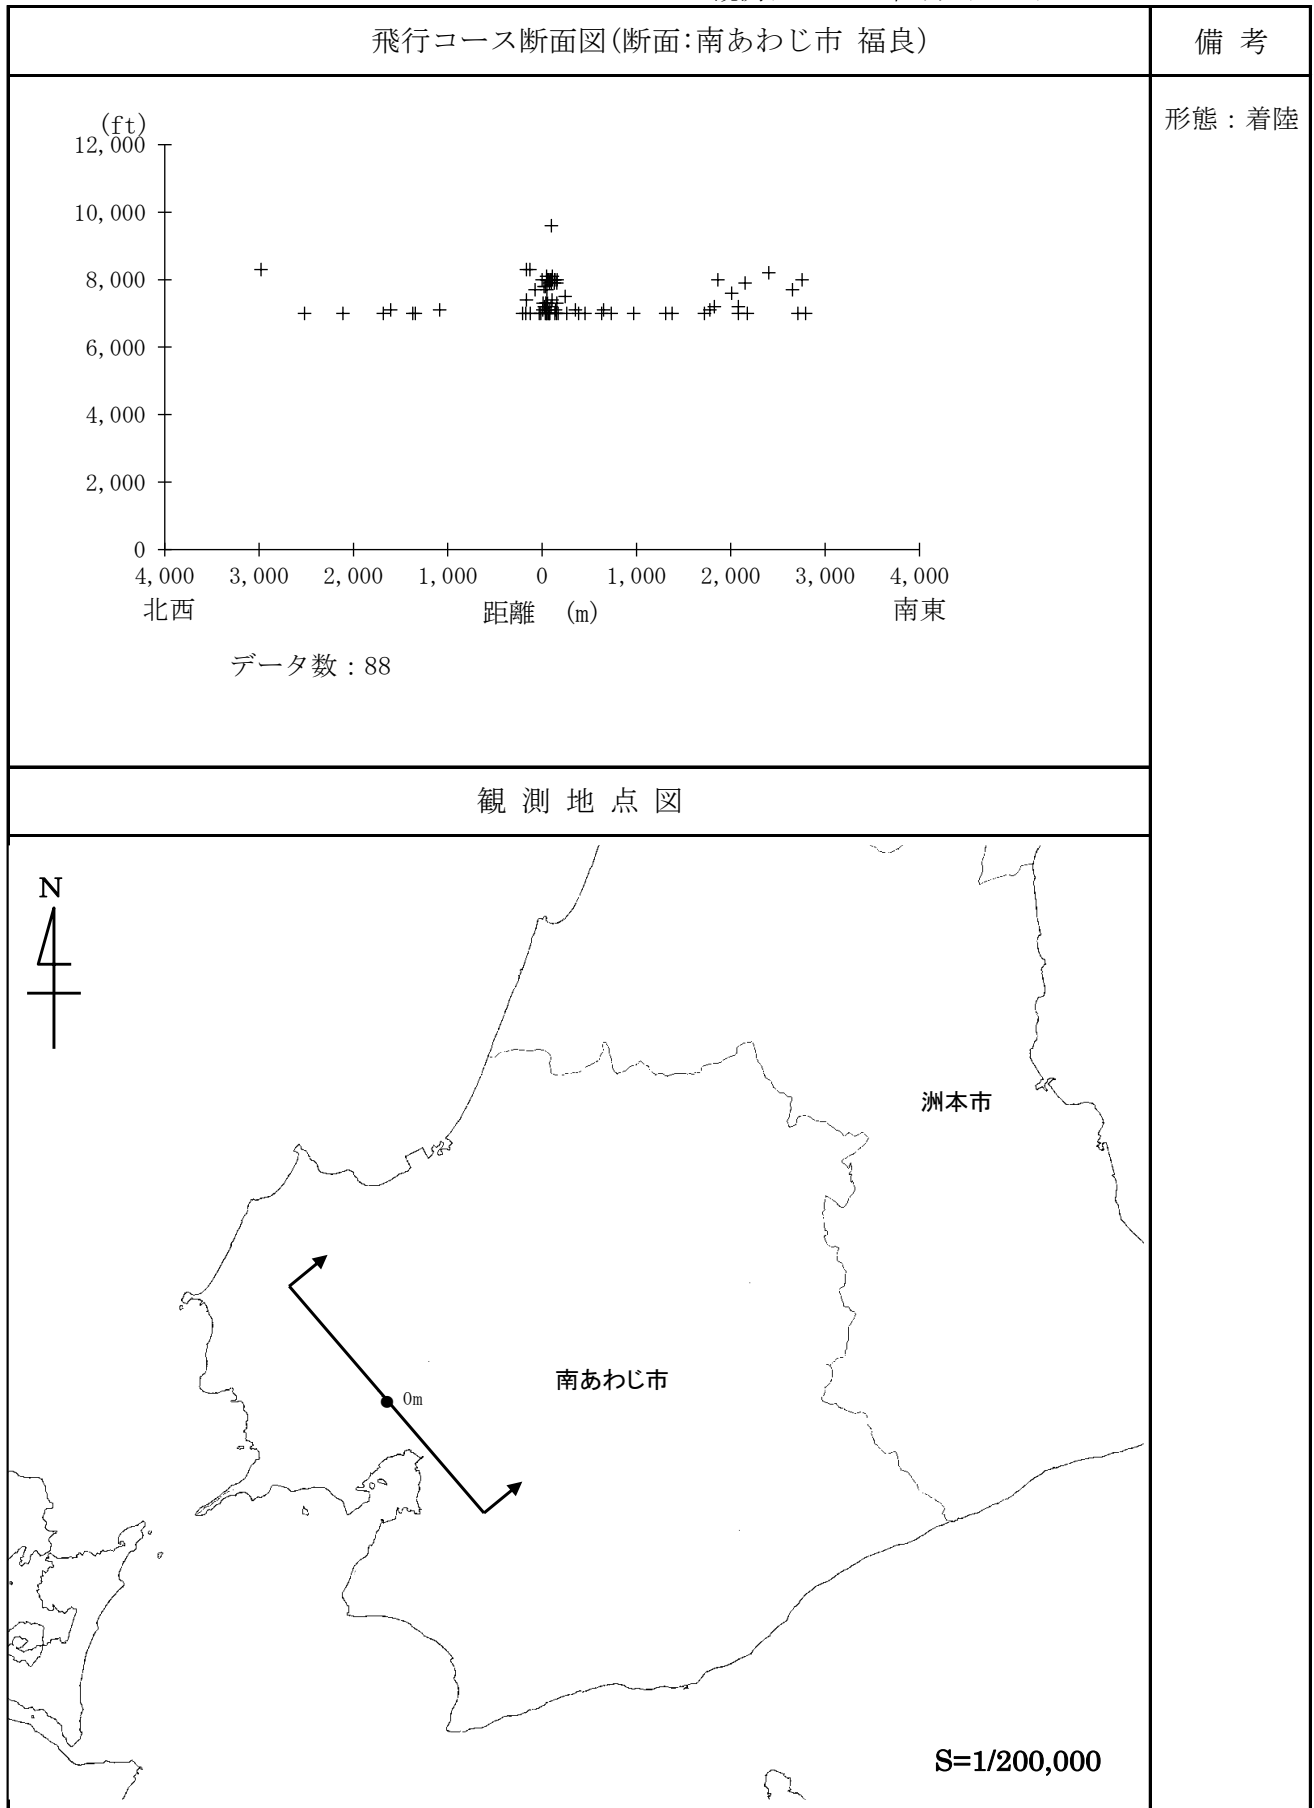 飛行コース断面図(断面:南あわじ市 福良)
備 考
形態：着陸
(ft)
12,000
10,000
8,000
6,000
4,000
2,000
0
4,000 3,000 2,000 1,000 0 1,000 2,000 3,000 4,000
北西 距離 (m) 南東
データ数：88
観 測 地 点 図
N
洲本市
南あわじ市
0m
S=1/200,000